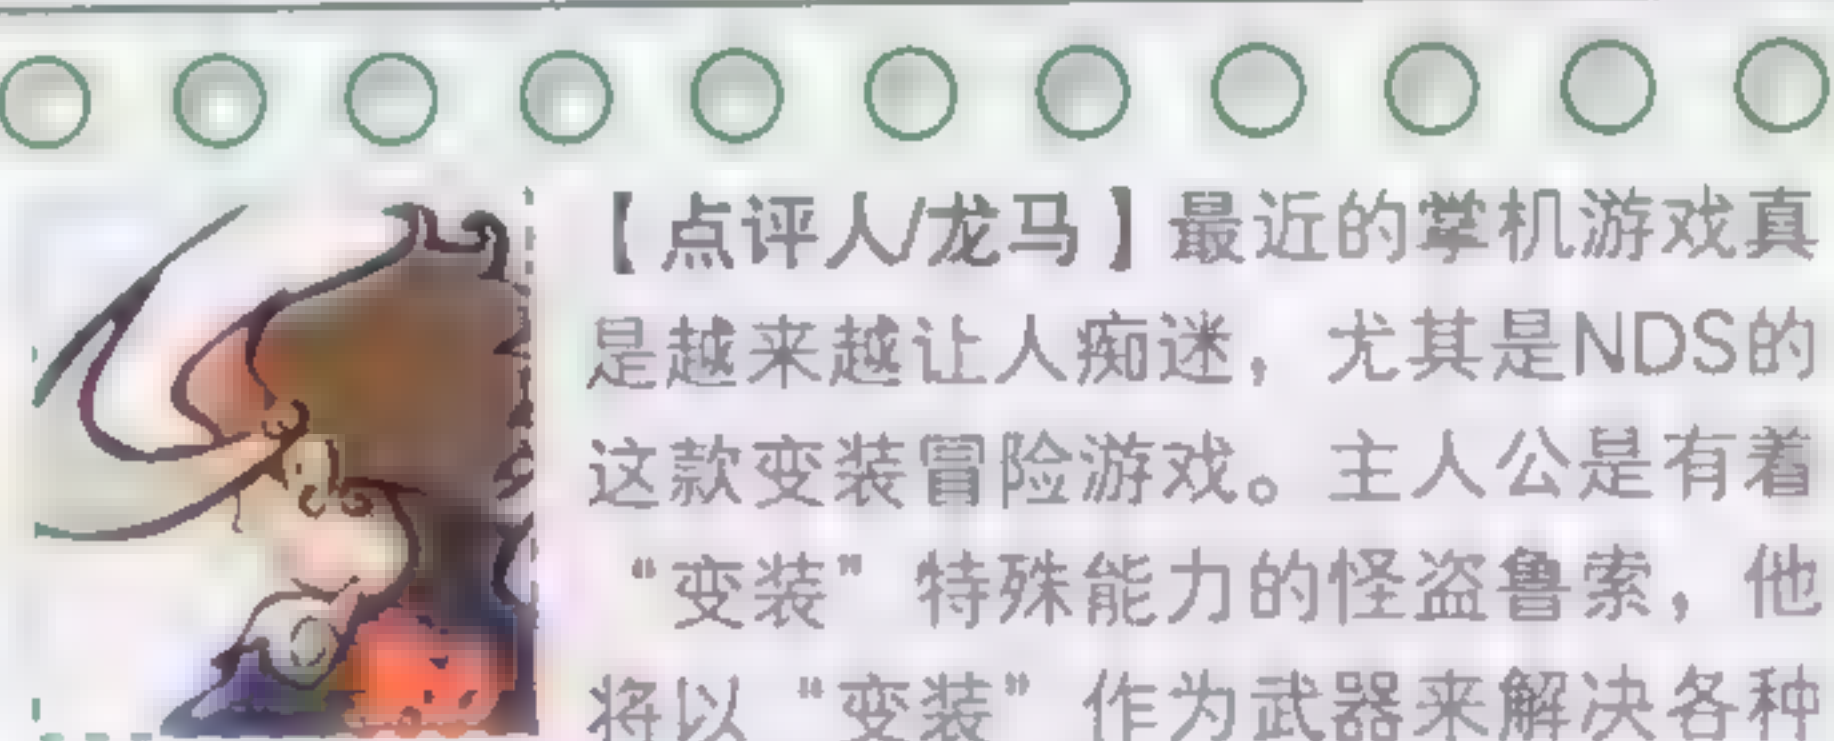 【点评人/龙马】最近的掌机游戏真
是越来越让人痴迷，尤其是NDS的
这款变装冒险游戏。主人公是有着
“变装”特殊能力的怪盗鲁索，他
将以“变装”作为武器来解决各种